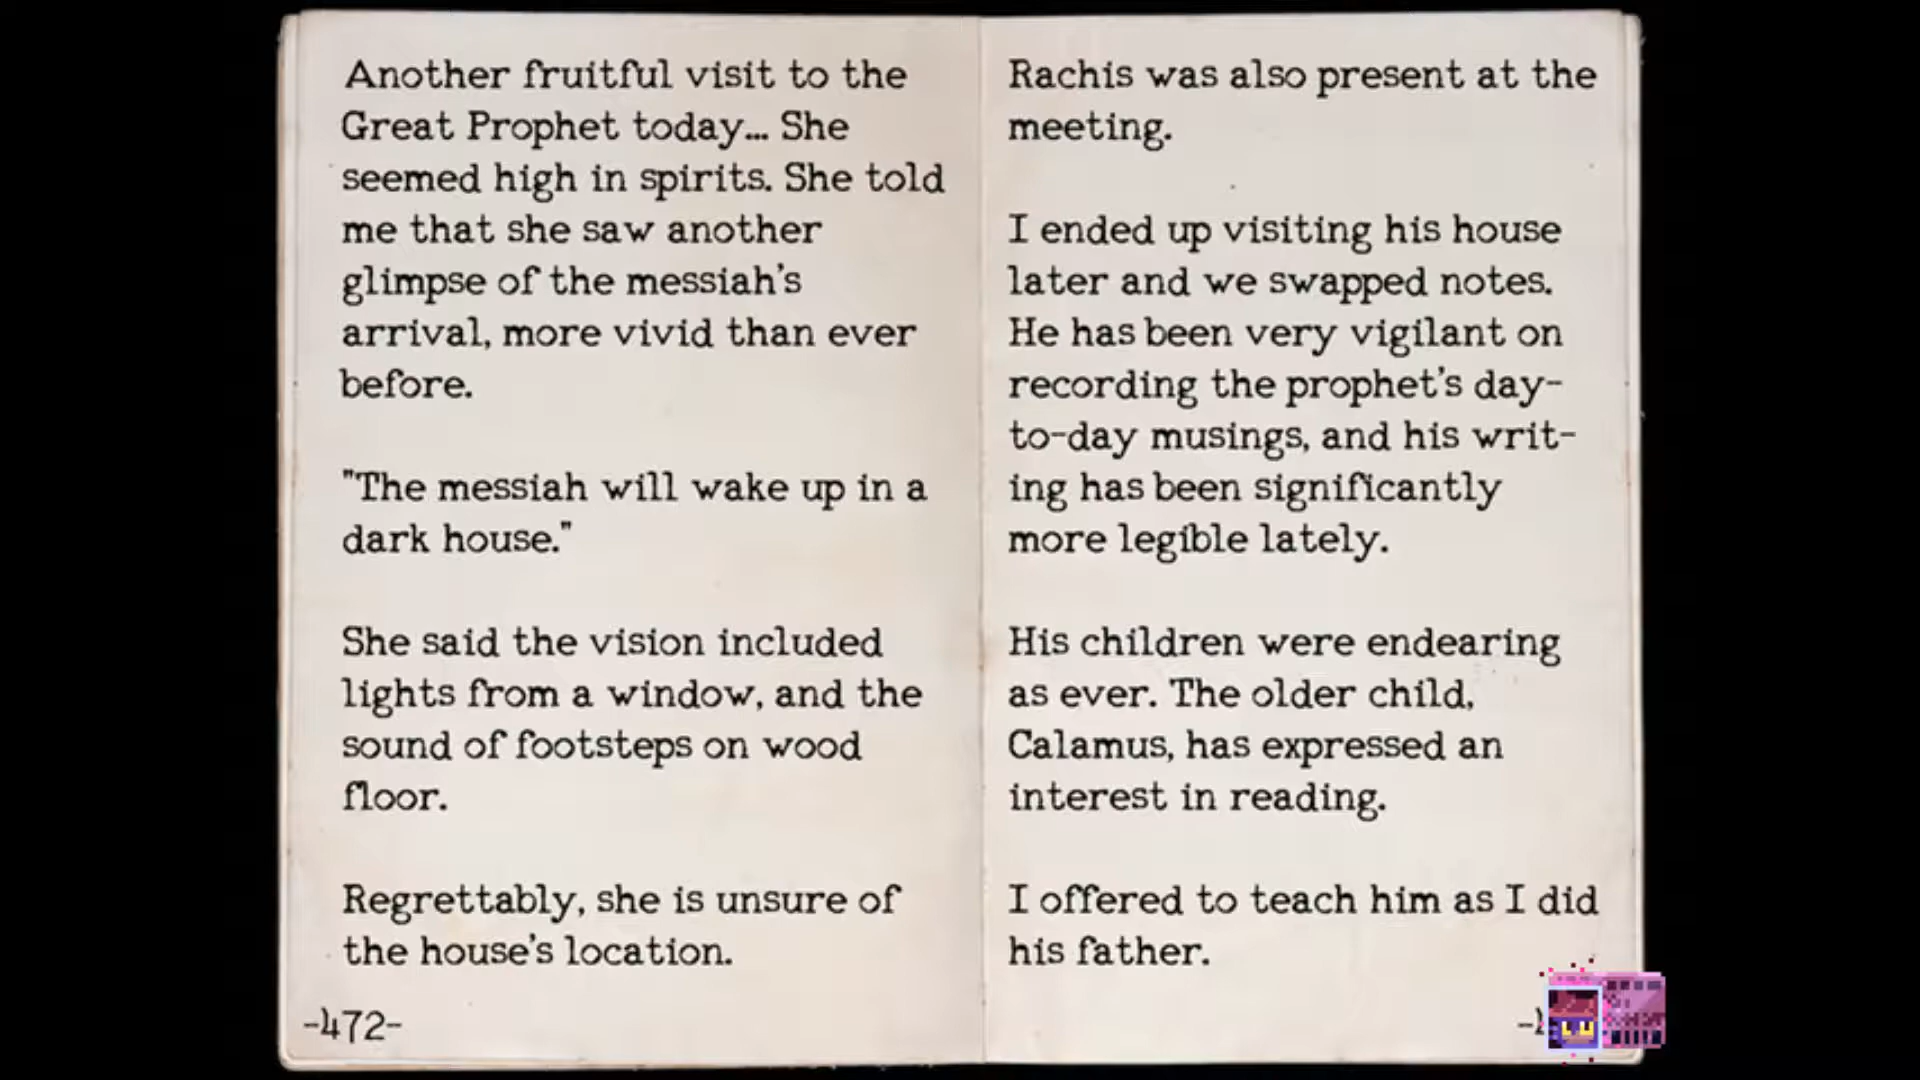 Another fruitful visit to the
Great Prophet today... She
seemed high in spirits. She told
me that she saw another
glimpse of the messiah's
arrival, more vivid than ever
before.
"The messiah will wake up in a
dark house."
She said the vision included
lights from a window, and the
sound of footsteps on wood
floor.
Regrettably, she is unsure of
the house's location.
-472-
Rachis was also present at the
meeting.
I ended up visiting his house
later and we swapped notes.
He has been very vigilant on
recording the prophet's day-
to-day musings, and his writ-
ing has been significantly
more legible lately.
His children were endearing
as ever. The older child,
Calamus, has expressed an
interest in reading.
I offered to teach him as I did
his father.